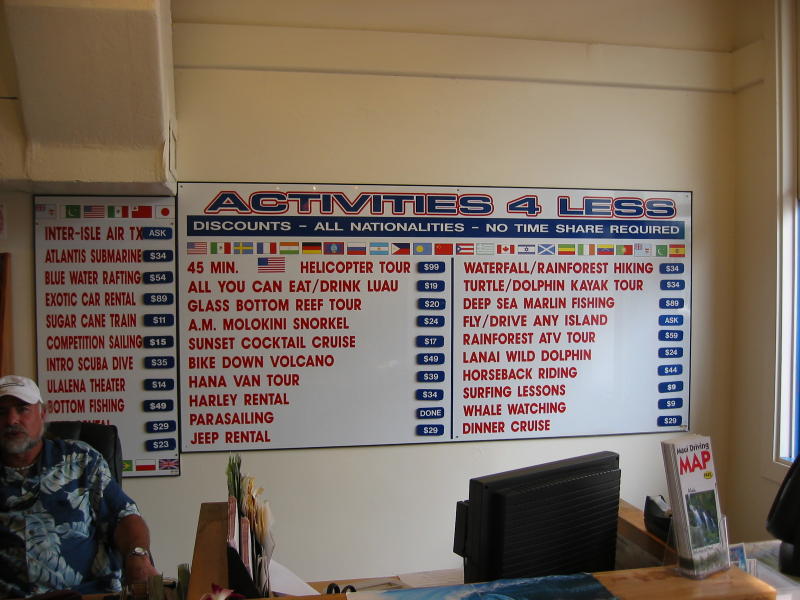 ACTIVITIES 4 LESS
DISCOUNTS - ALL NATIONALITIES - NO TIME SHARE REQUIRED
INTER-ISLE AIR TX ASK
ATLANTIS SUBMARINE $34
BLUE WATER RAFTING $54
EXOTIC CAR RENTAL $89
SUGAR CANE TRAIN $11
COMPETITION SAILING $15
INTRO SCUBA DIVE $35
ULALENA THEATER $14
BOTTOM FISHING $49
$29
$23
45 MIN. HELICOPTER TOUR $99
ALL YOU CAN EAT/DRINK LUAU $19
GLASS BOTTOM REEF TOUR $20
A.M. MOLOKINI SNORKEL $24
SUNSET COCKTAIL CRUISE $17
BIKE DOWN VOLCANO $49
HANA VAN TOUR $39
HARLEY RENTAL $34
PARASAILING DONE
JEEP RENTAL $29
WATERFALL/RAINFOREST HIKING $34
TURTLE/DOLPHIN KAYAK TOUR $34
DEEP SEA MARLIN FISHING $89
FLY/DRIVE ANY ISLAND ASK
RAINFOREST ATV TOUR $59
LANAI WILD DOLPHIN $24
HORSEBACK RIDING $44
SURFING LESSONS $9
WHALE WATCHING $9
DINNER CRUISE $29
Maui Driving
MAP